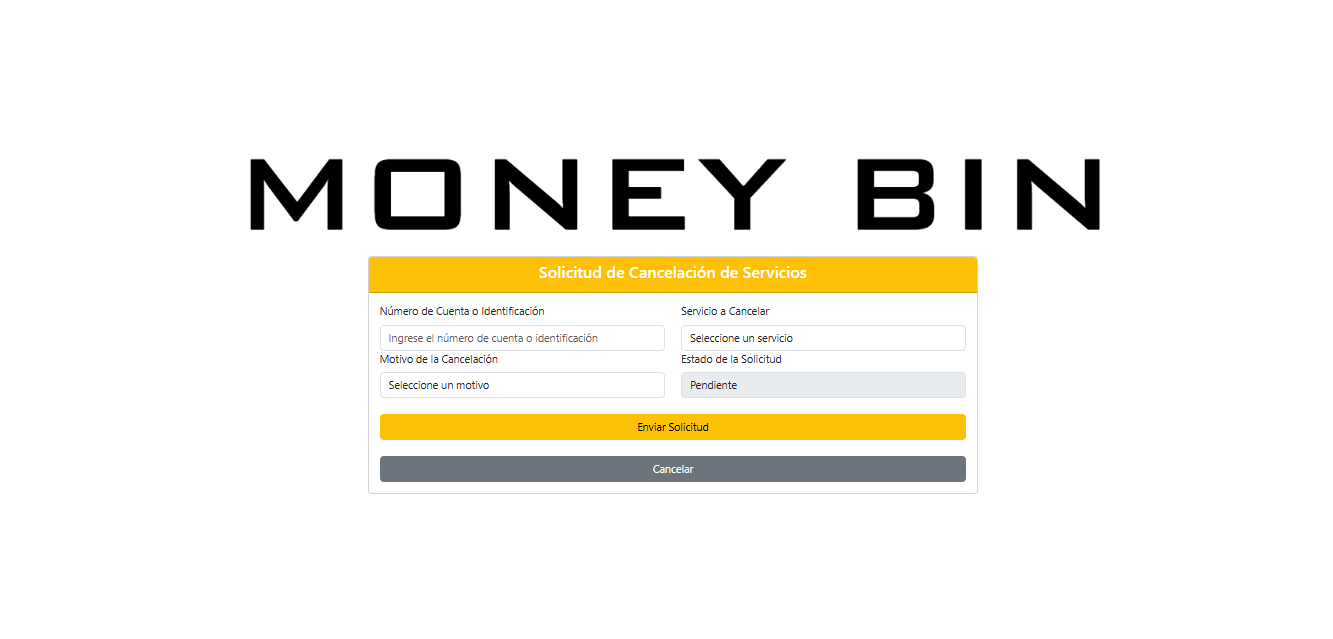 MONEY BIN
Solicitud de Cancelación de Servicios
Número de Cuenta o Identificación
Servicio a Cancelar
Ingrese el número de cuenta o identificación
Seleccione un servicio
Motivo de la Cancelación
Estado de la Solicitud
Seleccione un motivo
Pendiente
Enviar Solicitud
Cancelar